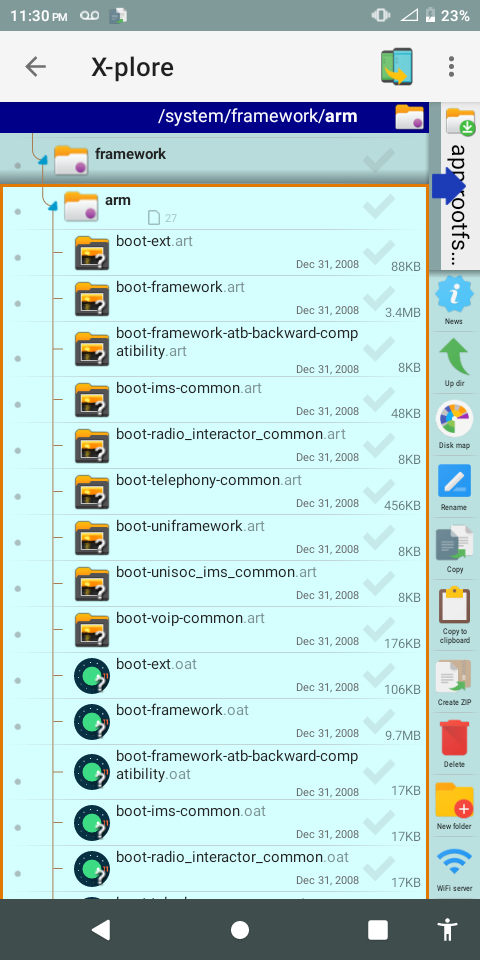 11:30 PM
23%
X-plore
/system/framework/arm
framework
arm
27
boot-ext.art
Dec 31, 2008
88KB
boot-framework.art
Dec 31, 2008
3.4MB
boot-framework-atb-backward-comp
atibility.art
Dec 31, 2008
8KB
boot-ims-common.art
Dec 31, 2008
48KB
boot-radio_interactor_common.art
Dec 31, 2008
8KB
boot-telephony-common.art
Dec 31, 2008
456KB
boot-uniframework.art
Dec 31, 2008
8KB
boot-unisoc_ims_common.art
Dec 31, 2008
8KB
boot-voip-common.art
Dec 31, 2008
176KB
boot-ext.oat
Dec 31, 2008
106KB
boot-framework.oat
Dec 31, 2008
9.7MB
boot-framework-atb-backward-comp
atibility.oat
Dec 31, 2008
17KB
boot-ims-common.oat
Dec 31, 2008
17KB
boot-radio_interactor_common.oat
Dec 31, 2008
17KB
News
Up dir
Disk map
Rename
Copy
Copy to
clipboard
Create ZIP
Delete
New folder
WiFi server